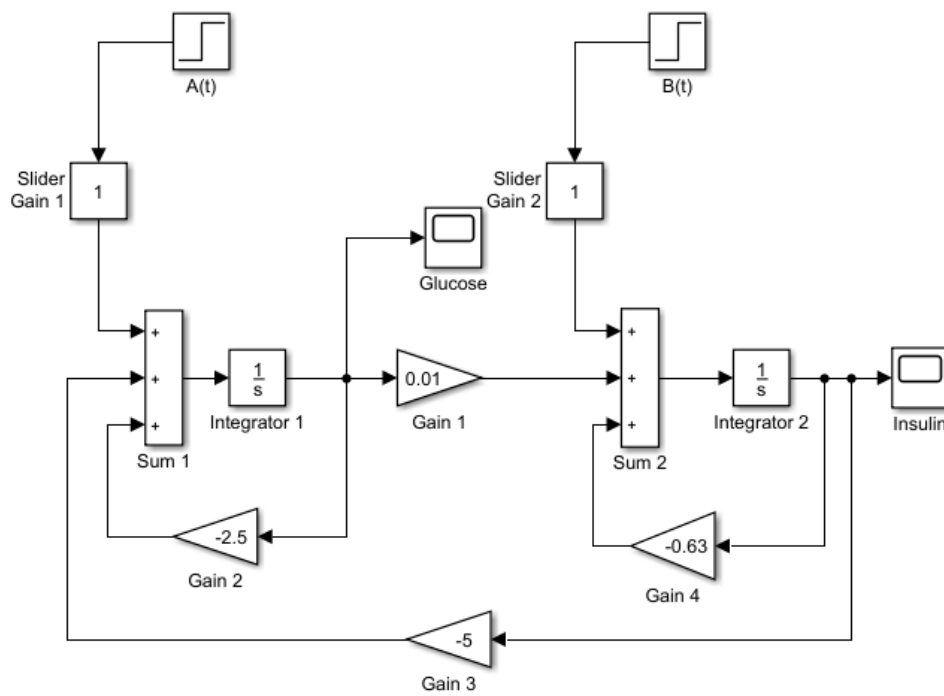 A(t)
B(t)
Slider
Gain 1
1
Slider
Gain 2
1
Glucose
+
+
+
Sum 1
1
s
Integrator 1
0.01
Gain 1
+
+
+
Sum 2
1
s
Integrator 2
Insulin
-2.5
Gain 2
-0.63
Gain 4
-5
Gain 3